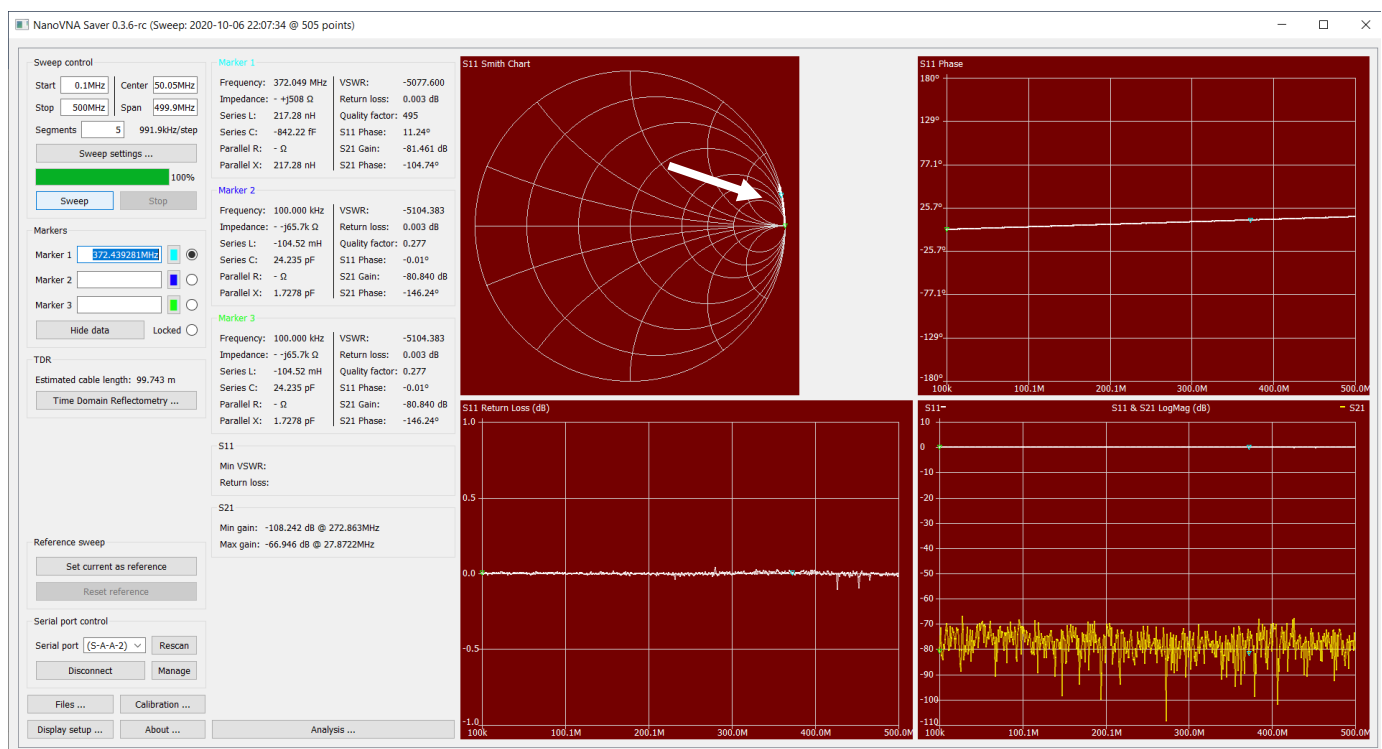 NanoVNA Saver 0.3.6-rc (Sweep: 2020-10-06 22:07:34 @ 505 points)
Sweep control
Start 0.1MHz Center 50.05MHz
Stop 500MHz Span 499.9MHz
Segments 5 991.9kHz/step
Sweep settings ...
100%
Sweep Stop
Markers
Marker 1 372.439281MHz
Marker 2
Marker 3
Hide data Locked
TDR
Estimated cable length: 99.743 m
Time Domain Reflectometry ...
Reference sweep
Set current as reference
Reset reference
Serial port control
Serial port (S-A-A-2) Rescan
Disconnect Manage
Files ... Calibration ...
Display setup ... About ...
Marker 1
Frequency: 372.049 MHz VSWR: -5077.600
Impedance: - +j508 Ω Return loss: 0.003 dB
Series L: 217.28 nH Quality factor: 495
Series C: -842.22 fF S11 Phase: 11.24°
Parallel R: - Ω S21 Gain: -81.461 dB
Parallel X: 217.28 nH S21 Phase: -104.74°
Marker 2
Frequency: 100.000 kHz VSWR: -5104.383
Impedance: - -j65.7k Ω Return loss: 0.003 dB
Series L: -104.52 mH Quality factor: 0.277
Series C: 24.235 pF S11 Phase: -0.01°
Parallel R: - Ω S21 Gain: -80.840 dB
Parallel X: 1.7278 pF S21 Phase: -146.24°
Marker 3
Frequency: 100.000 kHz VSWR: -5104.383
Impedance: - -j65.7k Ω Return loss: 0.003 dB
Series L: -104.52 mH Quality factor: 0.277
Series C: 24.235 pF S11 Phase: -0.01°
Parallel R: - Ω S21 Gain: -80.840 dB
Parallel X: 1.7278 pF S21 Phase: -146.24°
S11
Min VSWR:
Return loss:
S21
Min gain: -108.242 dB @ 272.863MHz
Max gain: -66.946 dB @ 27.8722MHz
Analysis ...
S11 Smith Chart
S11 Phase
180°
129°
77.1°
25.7°
-25.7°
-77.1°
-129°
-180°
100k 100.1M 200.1M 300.0M 400.0M 500.0M
S11 Return Loss (dB)
1.0
0.5
0.0
-0.5
-1.0
100k 100.1M 200.1M 300.0M 400.0M 500.0M
S11 S11 & S21 LogMag (dB) S21
10
0
-10
-20
-30
-40
-50
-60
-70
-80
-90
-100
-110
100k 100.1M 200.1M 300.0M 400.0M 500.0M